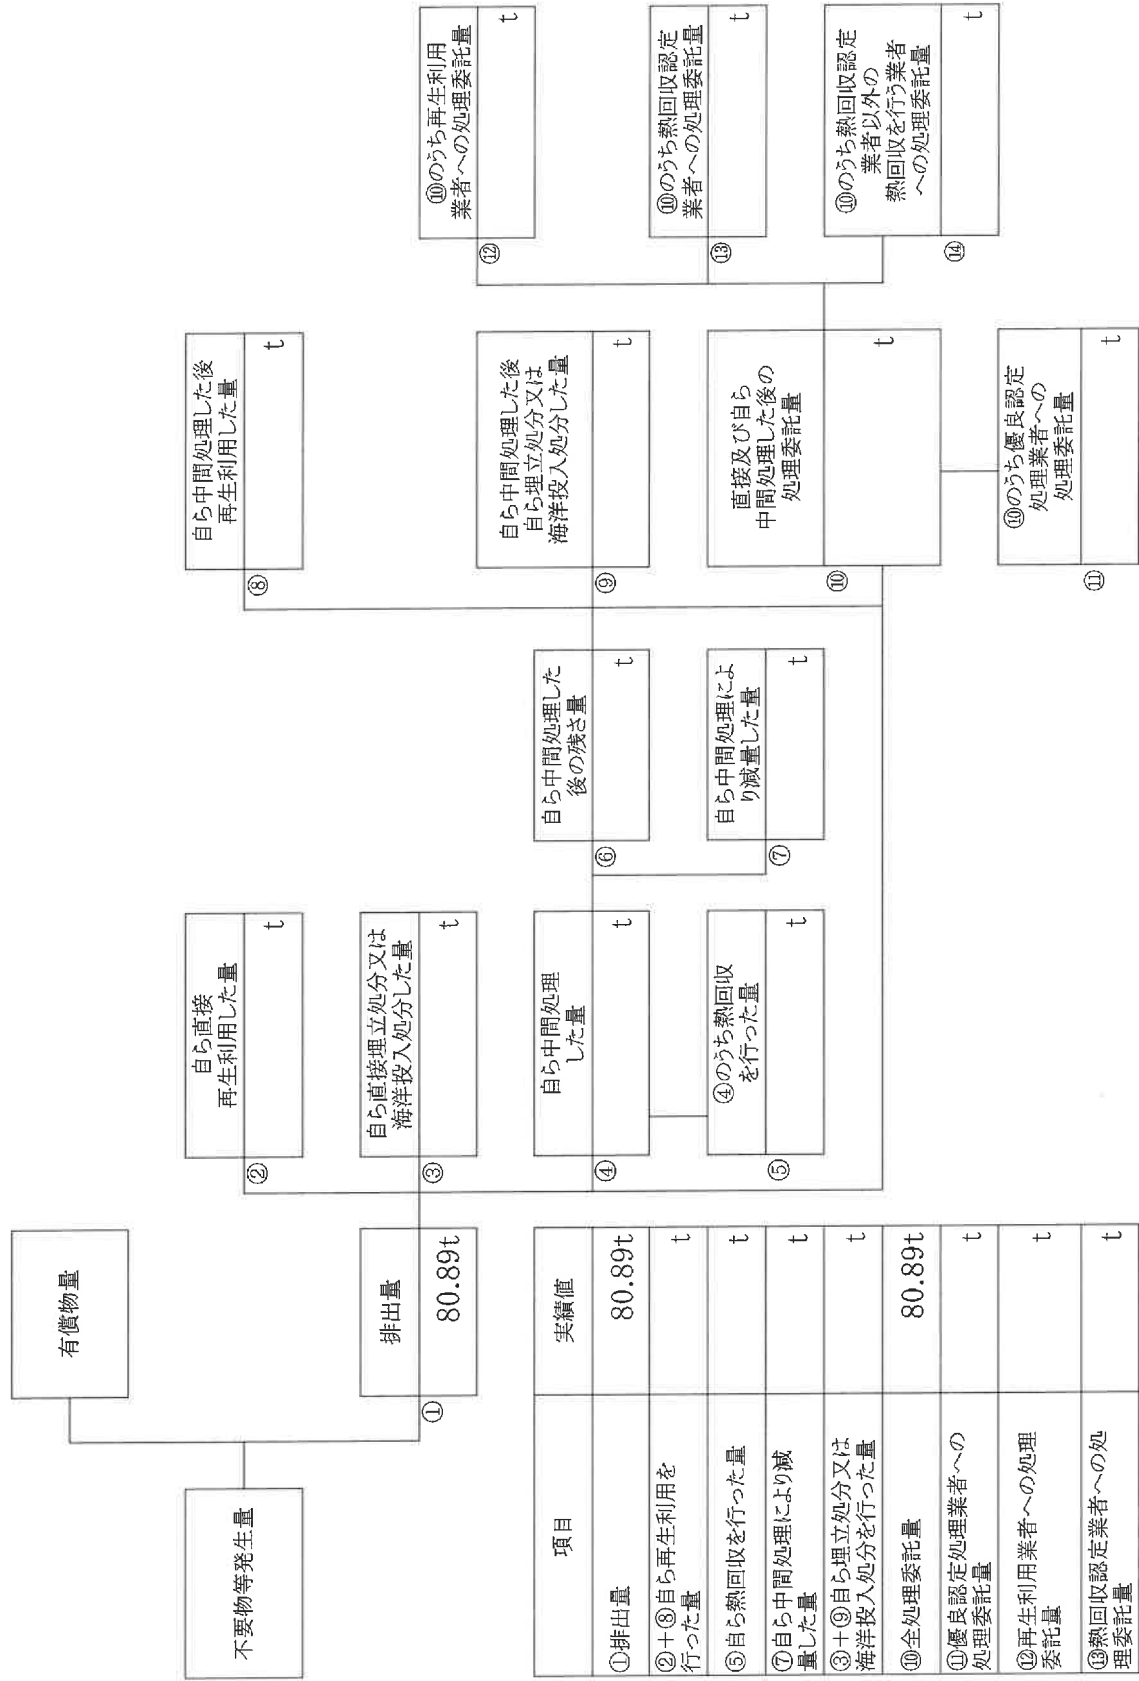 不要物等発生量
有償物量
排出量
①
80.89t
自ら直接
再生利用した量
②
t
自ら直接埋立処分又は
海洋投入処分した量
③
t
自ら中間処理
した量
④
t
④のうち熱回収
を行った量
⑤
t
自ら中間処理した
後の残さ量
⑥
t
自ら中間処理によ
り減量した量
⑦
t
自ら中間処理した後
再生利用した量
⑧
t
自ら中間処理した後
自ら埋立処分又は
海洋投入処分した量
⑨
t
直接及び自ら
中間処理した後の
処理委託量
⑩
t
⑩のうち優良認定
処理業者への
処理委託量
⑪
t
⑩のうち再生利用
業者への処理委託量
⑫
t
⑩のうち熱回収認定
業者への処理委託量
⑬
t
⑩のうち熱回収認定
業者以外の
熱回収を行う業者
への処理委託量
⑭
t
項目 実績値
①排出量 80.89t
②+⑧自ら再生利用を
行った量 t
⑤自ら熱回収を行った量 t
⑦自ら中間処理により減
量した量 t
③+⑨自ら埋立処分又は
海洋投入処分を行った量 t
⑩全処理委託量 80.89t
⑪優良認定処理業者への
処理委託量 t
⑫再生利用業者への処理
委託量 t
⑬熱回収認定業者への処
理委託量 t